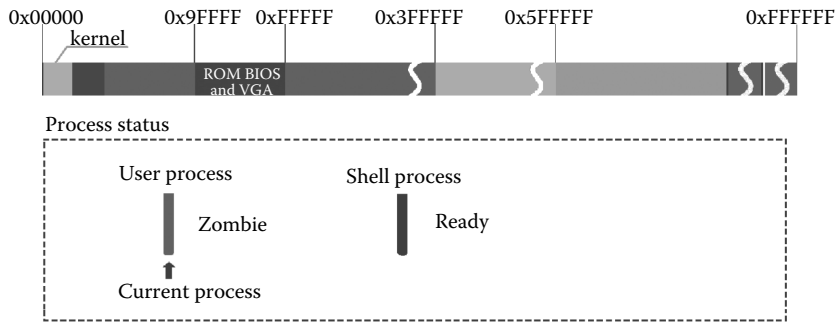 0x00000 0x9FFFF 0xFFFFF 0x3FFFFF 0x5FFFFF 0xFFFFFF
kernel
ROM BIOS
and VGA
Process status
User process Shell process
Zombie Ready
Current process